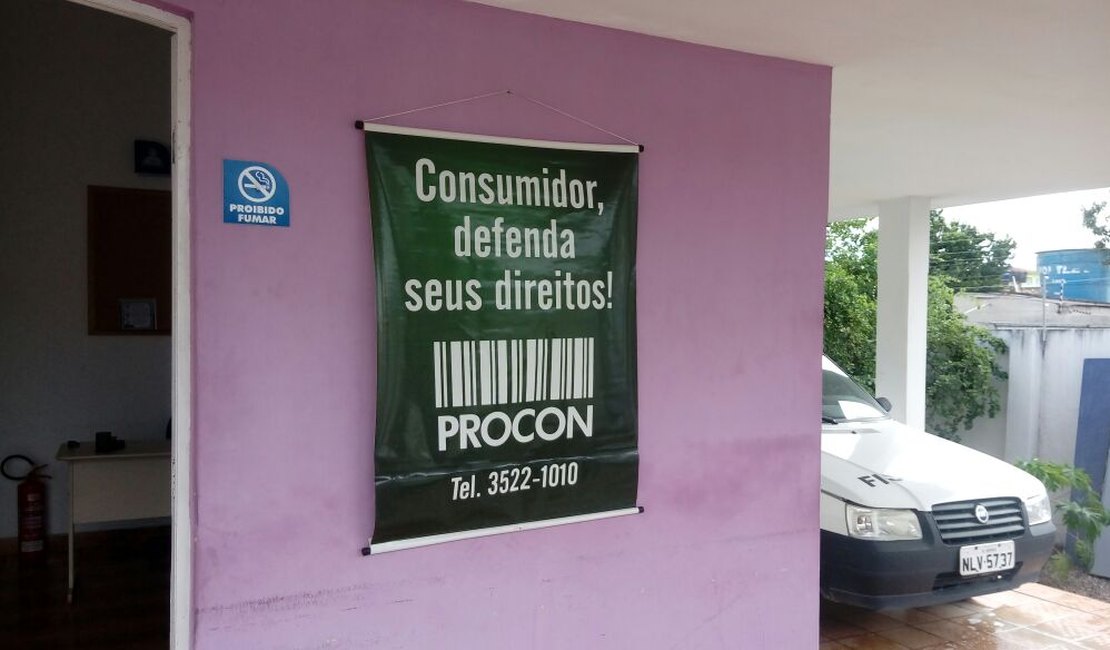 PROIBIDO
FUMAR
Consumidor,
defenda
seus direitos!
PROCON
Tel. 3522-1010
NLV-5737